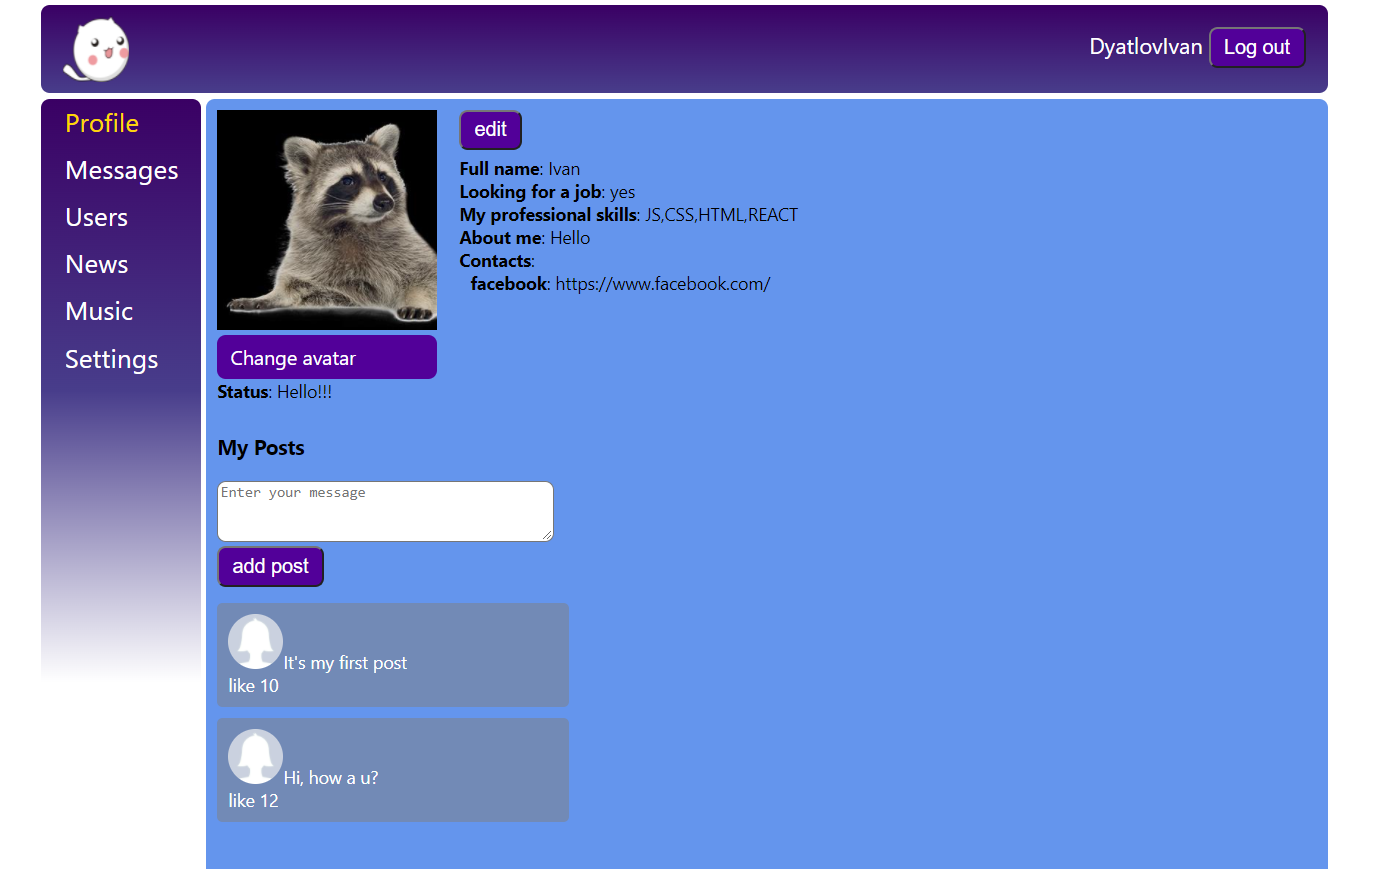 DyatlovIvan Log out
Profile
Messages
Users
News
Music
Settings
edit
Full name: Ivan
Looking for a job: yes
My professional skills: JS,CSS,HTML,REACT
About me: Hello
Contacts:
facebook: https://www.facebook.com/
Change avatar
Status: Hello!!!
My Posts
Enter your message
add post
It's my first post
like 10
Hi, how a u?
like 12